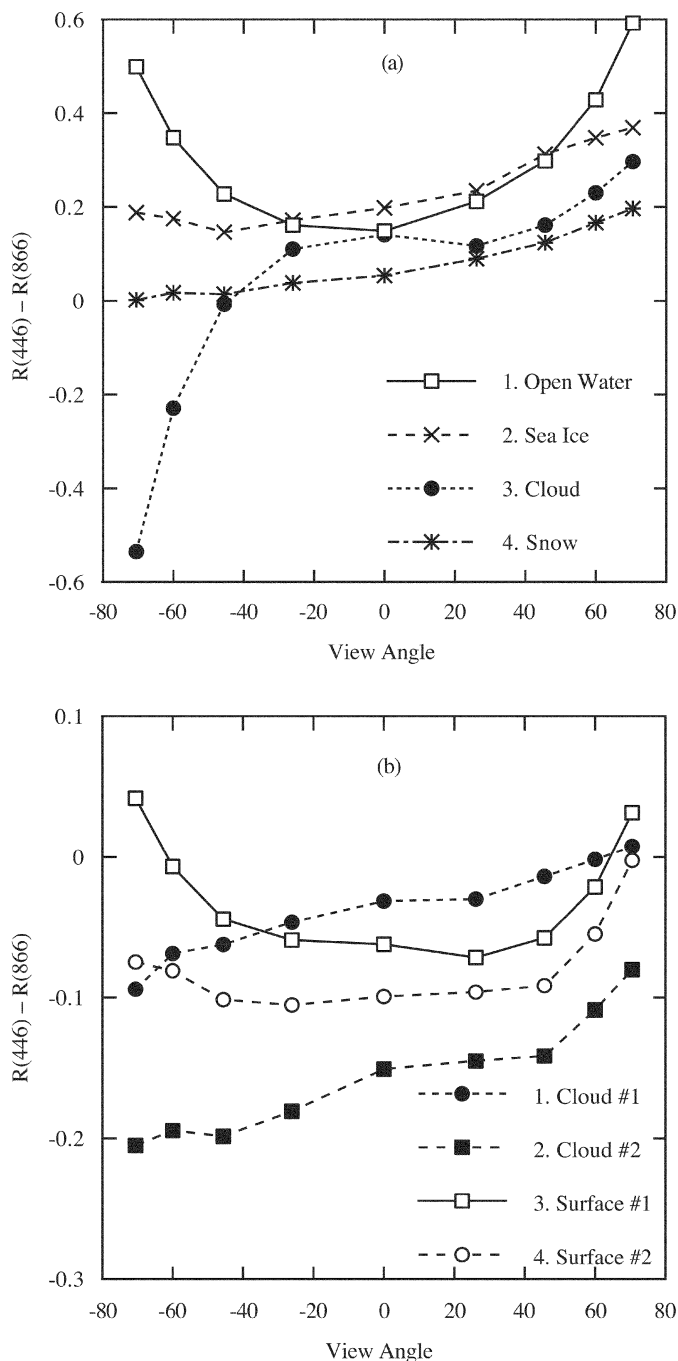 0.6
(a)
0.4
0.2
0
-0.2
-0.4
-0.6
R(446) – R(866)
1. Open Water
2. Sea Ice
3. Cloud
4. Snow
-80 -60 -40 -20 0 20 40 60 80
View Angle
0.1
(b)
0
-0.1
-0.2
-0.3
R(446) – R(866)
1. Cloud #1
2. Cloud #2
3. Surface #1
4. Surface #2
-80 -60 -40 -20 0 20 40 60 80
View Angle